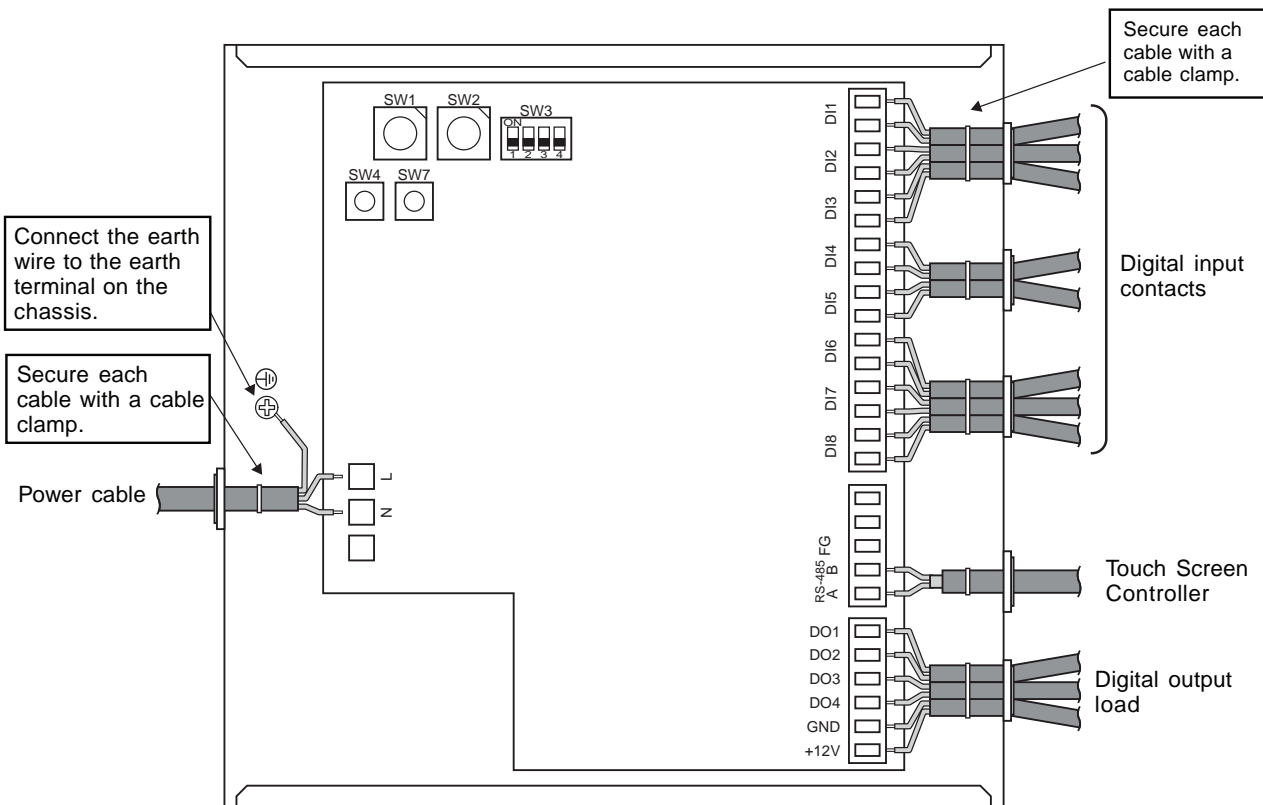 Secure each
cable with a
cable clamp.
SW1
SW2
SW3
ON
1 2 3 4
SW4
SW7
Connect the earth
wire to the earth
terminal on the
chassis.
Secure each
cable with a cable
clamp.
Power cable
L
N
DI1
DI2
DI3
DI4
DI5
DI6
DI7
DI8
Digital input
contacts
FG
RS-485
B
A
Touch Screen
Controller
DO1
DO2
DO3
DO4
GND
+12V
Digital output
load